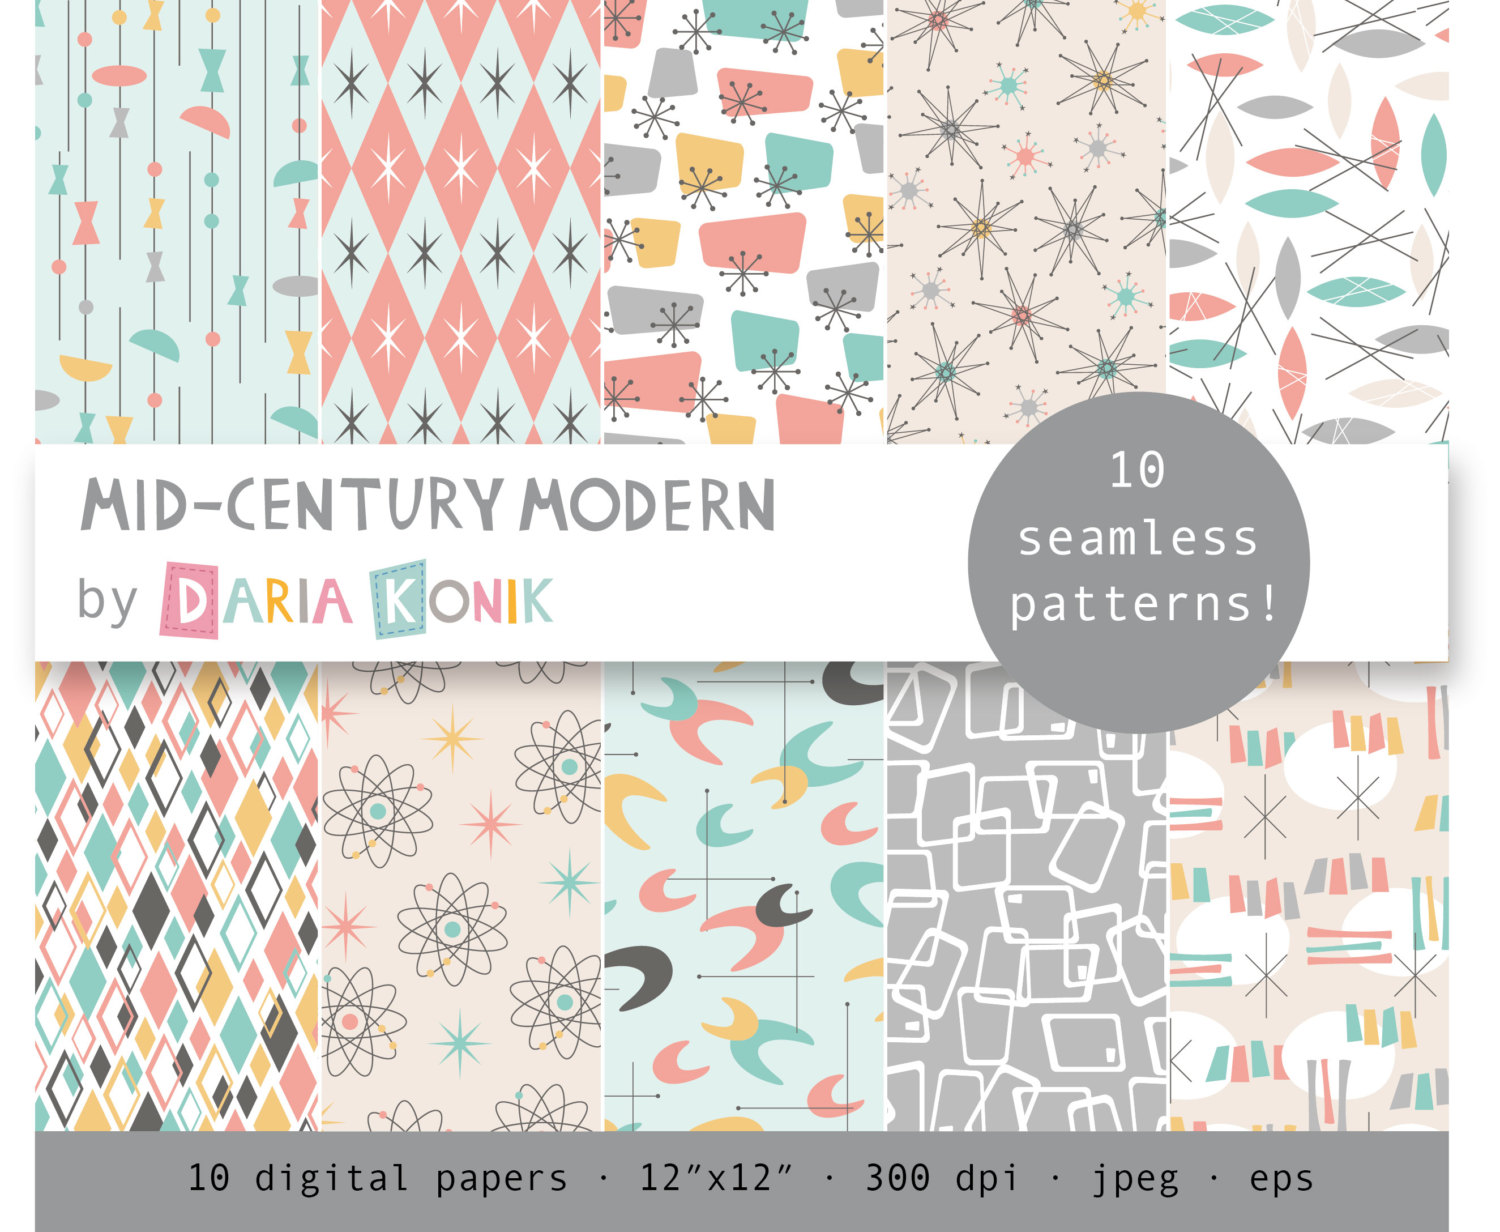 MID-CENTURY MODERN
by DARIA KONIK
10
seamless
patterns!
10 digital papers · 12″x12″ · 300 dpi · jpeg · eps